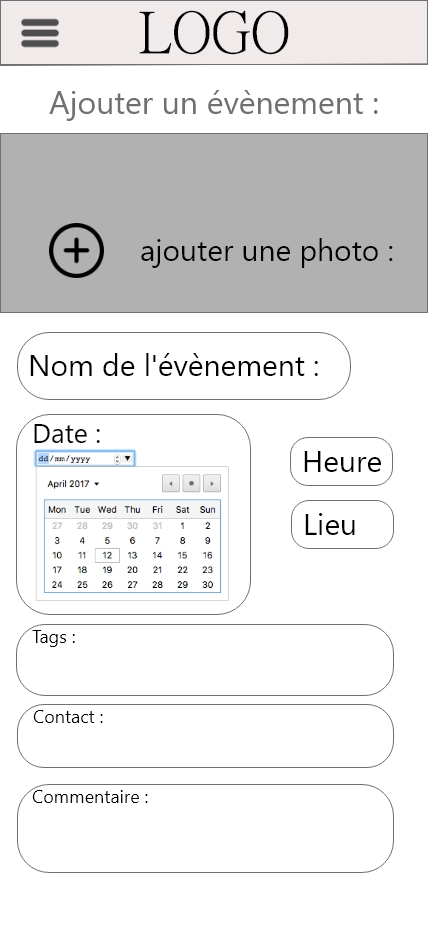 LOGO
Ajouter un évènement :
ajouter une photo :
Nom de l'évènement :
Date :
dd/mm/yyyy
April 2017
Mon Tue Wed Thu Fri Sat Sun
27 28 29 30 31 1 2
3 4 5 6 7 8 9
10 11 12 13 14 15 16
17 18 19 20 21 22 23
24 25 26 27 28 29 30
Heure
Lieu
Tags :
Contact :
Commentaire :